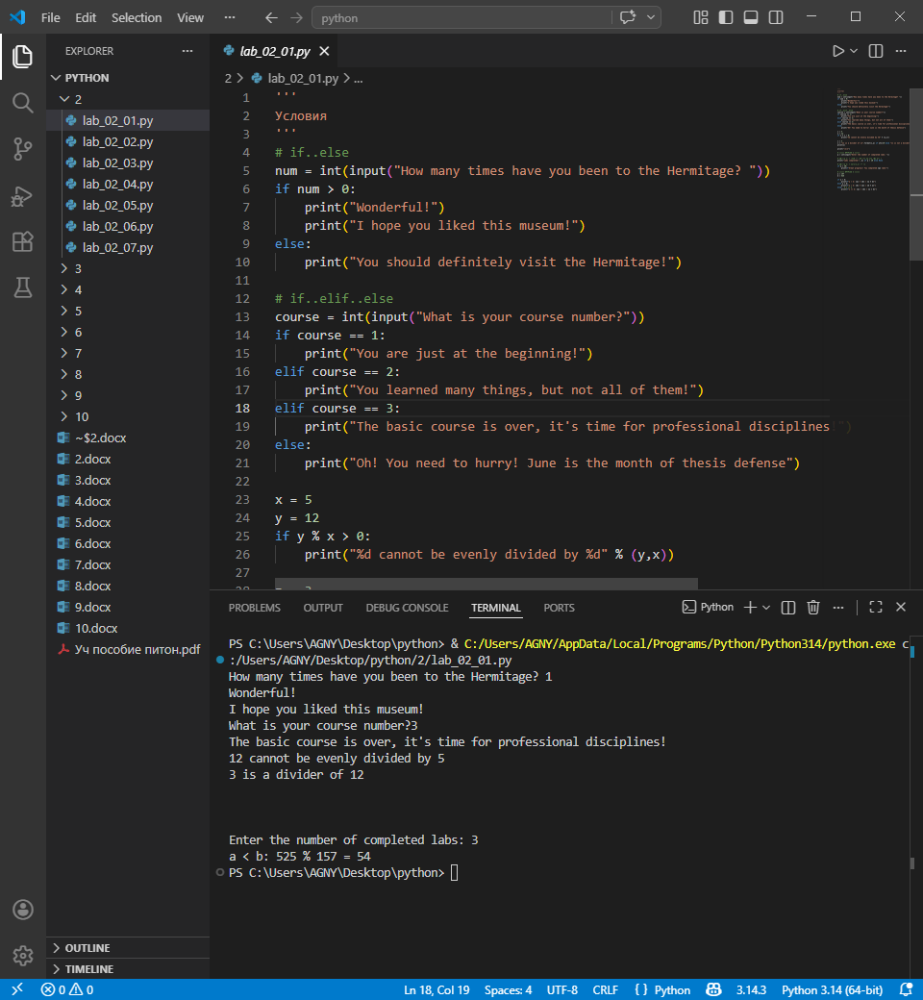 File Edit Selection View ··· python
EXPLORER ···
PYTHON
2
lab_02_01.py
lab_02_02.py
lab_02_03.py
lab_02_04.py
lab_02_05.py
lab_02_06.py
lab_02_07.py
3
4
5
6
7
8
9
10
~$2.docx
2.docx
3.docx
4.docx
5.docx
6.docx
7.docx
8.docx
9.docx
10.docx
Уч пособие питон.pdf
OUTLINE
TIMELINE
lab_02_01.py
2 > lab_02_01.py > ...
1 '''
2 Условия
3 '''
4 # if..else
5 num = int(input("How many times have you been to the Hermitage? "))
6 if num > 0:
7     print("Wonderful!")
8     print("I hope you liked this museum!")
9 else:
10     print("You should definitely visit the Hermitage!")
11
12 # if..elif..else
13 course = int(input("What is your course number?"))
14 if course == 1:
15     print("You are just at the beginning!")
16 elif course == 2:
17     print("You learned many things, but not all of them!")
18 elif course == 3:
19     print("The basic course is over, it's time for professional disciplines!")
20 else:
21     print("Oh! You need to hurry! June is the month of thesis defense")
22
23 x = 5
24 y = 12
25 if y % x > 0:
26     print("%d cannot be evenly divided by %d" % (y,x))
27
PROBLEMS OUTPUT DEBUG CONSOLE TERMINAL PORTS Python ···
PS C:\Users\AGNY\Desktop\python> & C:/Users/AGNY/AppData/Local/Programs/Python/Python314/python.exe c
:/Users/AGNY/Desktop/python/2/lab_02_01.py
How many times have you been to the Hermitage? 1
Wonderful!
I hope you liked this museum!
What is your course number?3
The basic course is over, it's time for professional disciplines!
12 cannot be evenly divided by 5
3 is a divider of 12
Enter the number of completed labs: 3
a < b: 525 % 157 = 54
PS C:\Users\AGNY\Desktop\python>
0 0 Ln 18, Col 19 Spaces: 4 UTF-8 CRLF { } Python 3.14.3 Python 3.14 (64-bit)